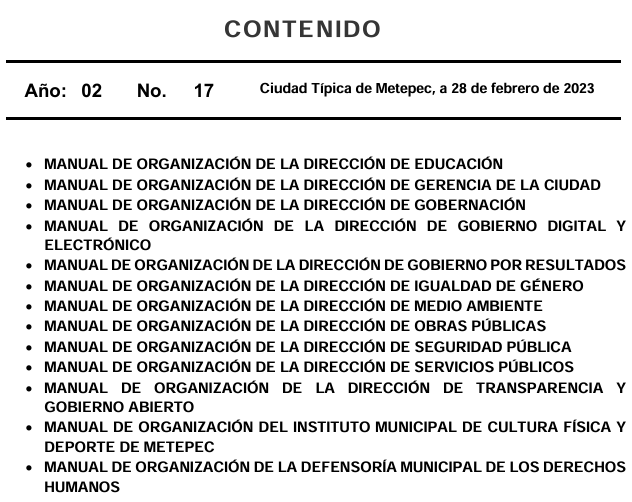 CONTENIDO
Año: 02 No. 17 Ciudad Típica de Metepec, a 28 de febrero de 2023
• MANUAL DE ORGANIZACIÓN DE LA DIRECCIÓN DE EDUCACIÓN
• MANUAL DE ORGANIZACIÓN DE LA DIRECCIÓN DE GERENCIA DE LA CIUDAD
• MANUAL DE ORGANIZACIÓN DE LA DIRECCIÓN DE GOBERNACIÓN
• MANUAL DE ORGANIZACIÓN DE LA DIRECCIÓN DE GOBIERNO DIGITAL Y
ELECTRÓNICO
• MANUAL DE ORGANIZACIÓN DE LA DIRECCIÓN DE GOBIERNO POR RESULTADOS
• MANUAL DE ORGANIZACIÓN DE LA DIRECCIÓN DE IGUALDAD DE GÉNERO
• MANUAL DE ORGANIZACIÓN DE LA DIRECCIÓN DE MEDIO AMBIENTE
• MANUAL DE ORGANIZACIÓN DE LA DIRECCIÓN DE OBRAS PÚBLICAS
• MANUAL DE ORGANIZACIÓN DE LA DIRECCIÓN DE SEGURIDAD PÚBLICA
• MANUAL DE ORGANIZACIÓN DE LA DIRECCIÓN DE SERVICIOS PÚBLICOS
• MANUAL DE ORGANIZACIÓN DE LA DIRECCIÓN DE TRANSPARENCIA Y
GOBIERNO ABIERTO
• MANUAL DE ORGANIZACIÓN DEL INSTITUTO MUNICIPAL DE CULTURA FÍSICA Y
DEPORTE DE METEPEC
• MANUAL DE ORGANIZACIÓN DE LA DEFENSORÍA MUNICIPAL DE LOS DERECHOS
HUMANOS